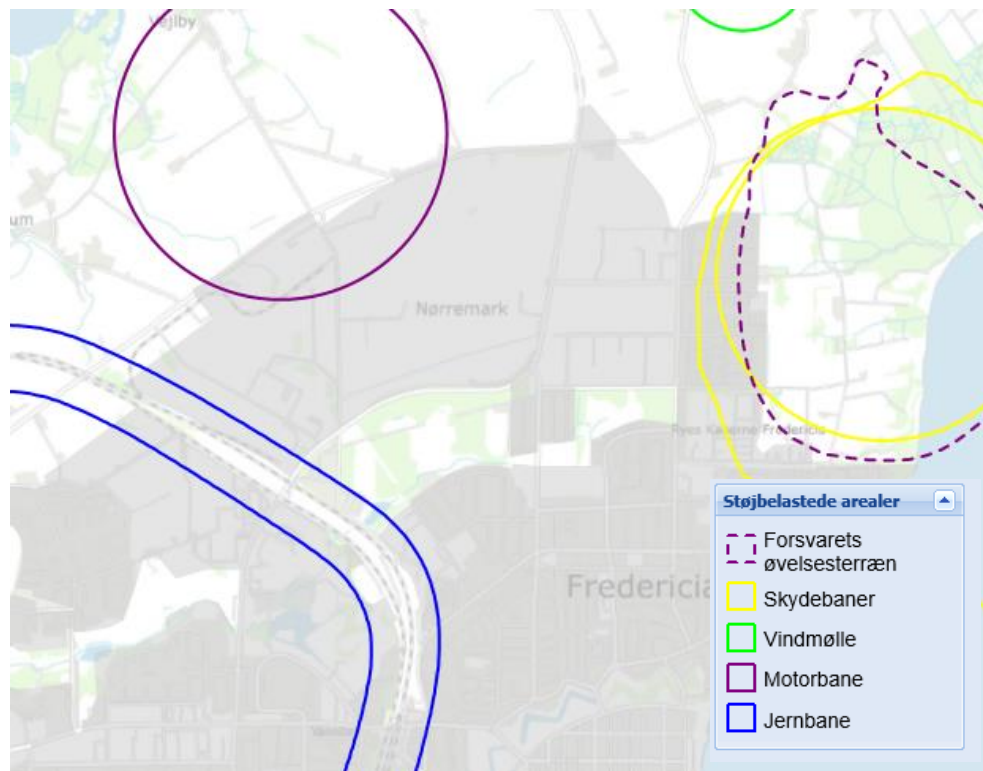 Vejlby
um
Nørremark
Ryes Kaserne Fredericia
Fredericia
Støjbelastede arealer
Forsvarets
øvelsesterræn
Skydebaner
Vindmølle
Motorbane
Jernbane